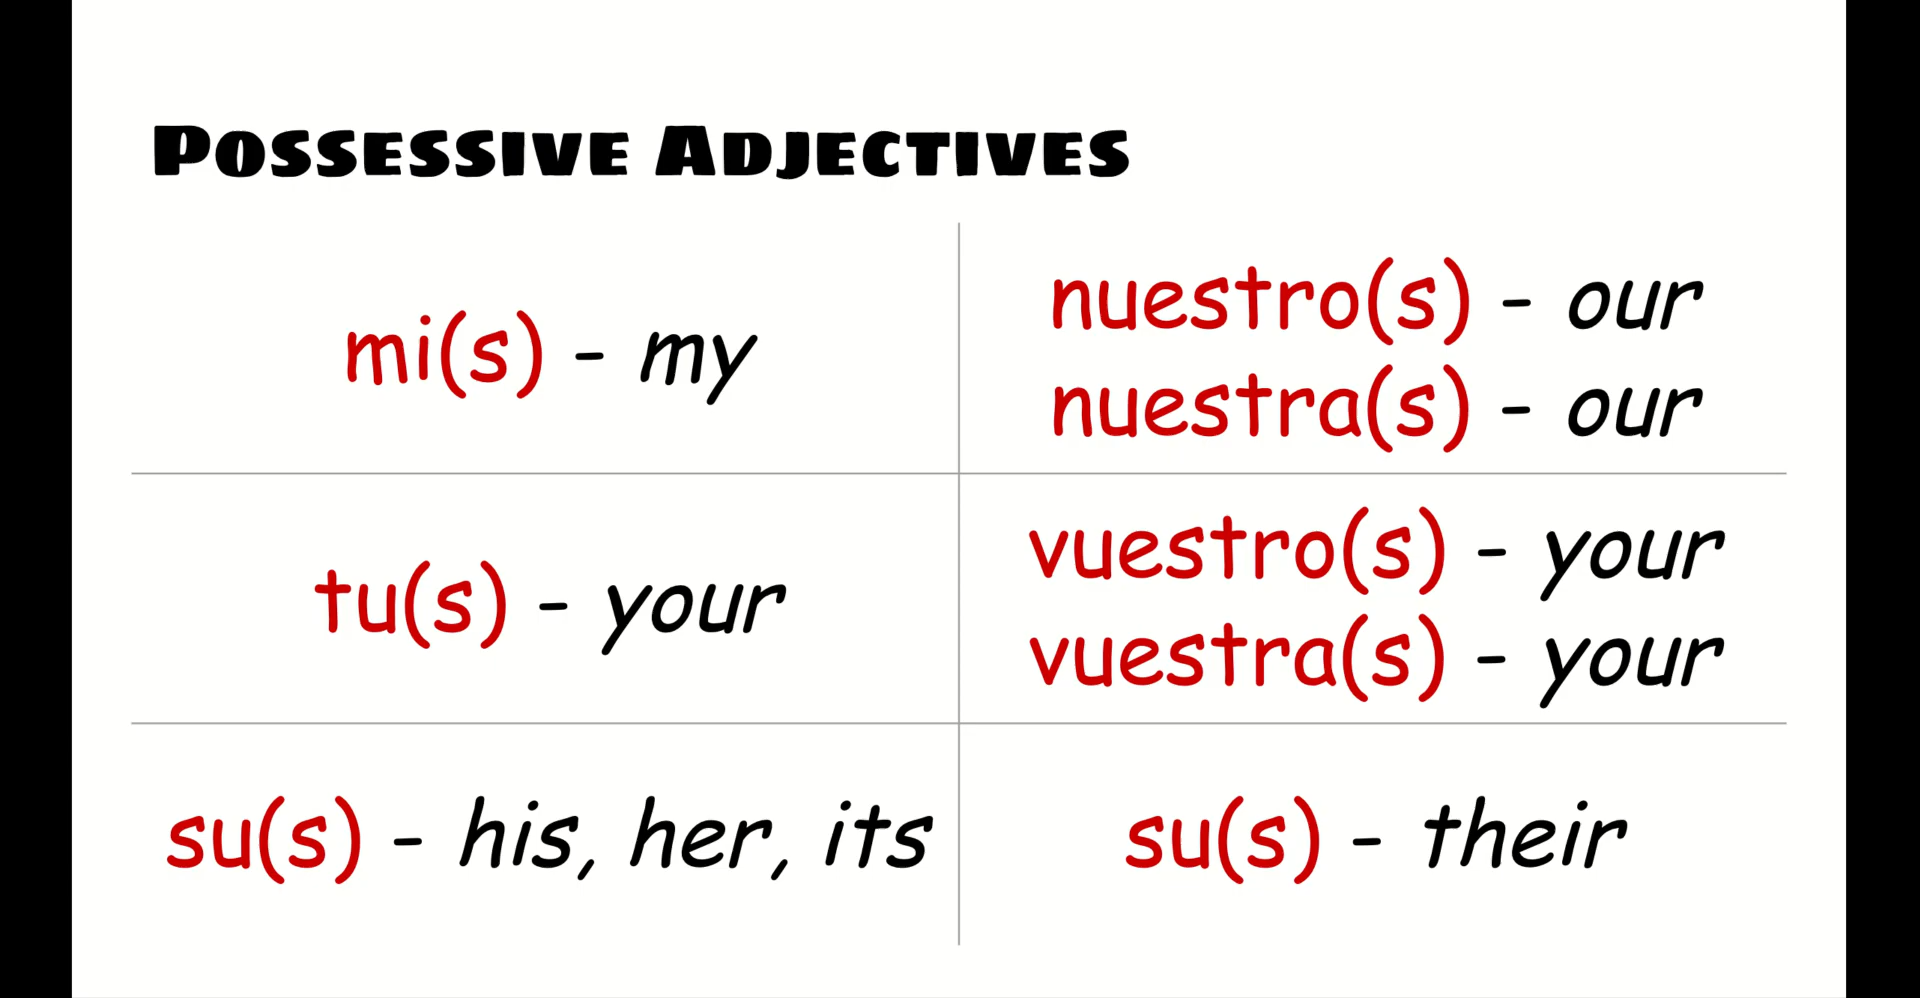 Possessive Adjectives
mi(s) - my
nuestro(s) - our
nuestra(s) - our
tu(s) - your
vuestro(s) - your
vuestra(s) - your
su(s) - his, her, its
su(s) - their